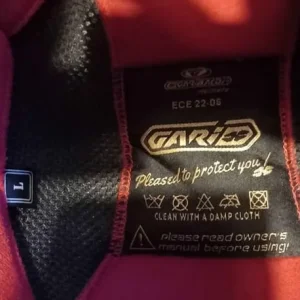 ECE 22-06
GARI
Pleased to protect you!
CLEAN WITH A DAMP CLOTH
Please read owner's
manual before using!
L